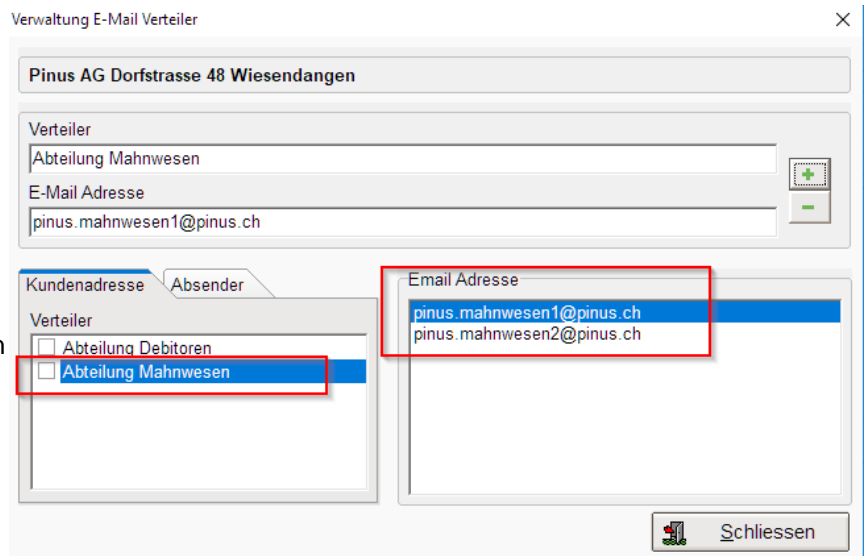 Verwaltung E-Mail Verteiler
Pinus AG Dorfstrasse 48 Wiesendangen
Verteiler
Abteilung Mahnwesen
E-Mail Adresse
pinus.mahnwesen1@pinus.ch
Kundenadresse Absender
Verteiler
Abteilung Debitoren
Abteilung Mahnwesen
Email Adresse
pinus.mahnwesen1@pinus.ch
pinus.mahnwesen2@pinus.ch
Schliessen